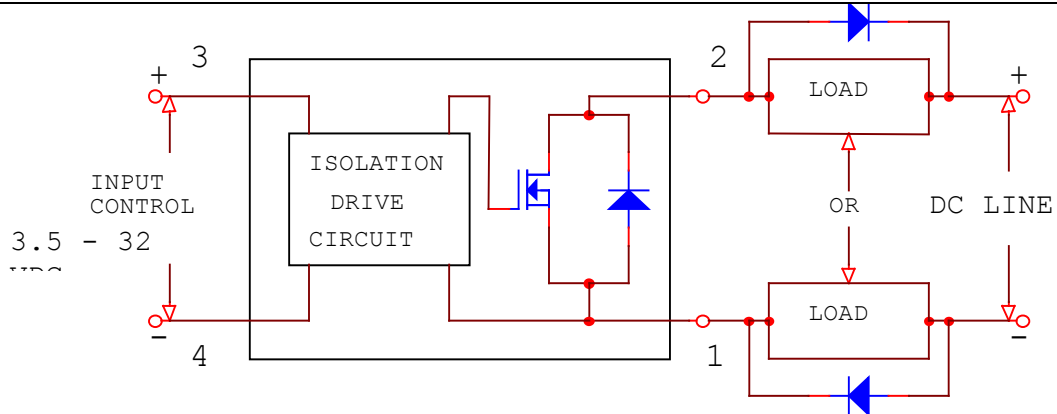 3
2
+
+
LOAD
ISOLATION
DRIVE
CIRCUIT
INPUT
CONTROL
3.5 - 32
OR
DC LINE
LOAD
-
-
4
1